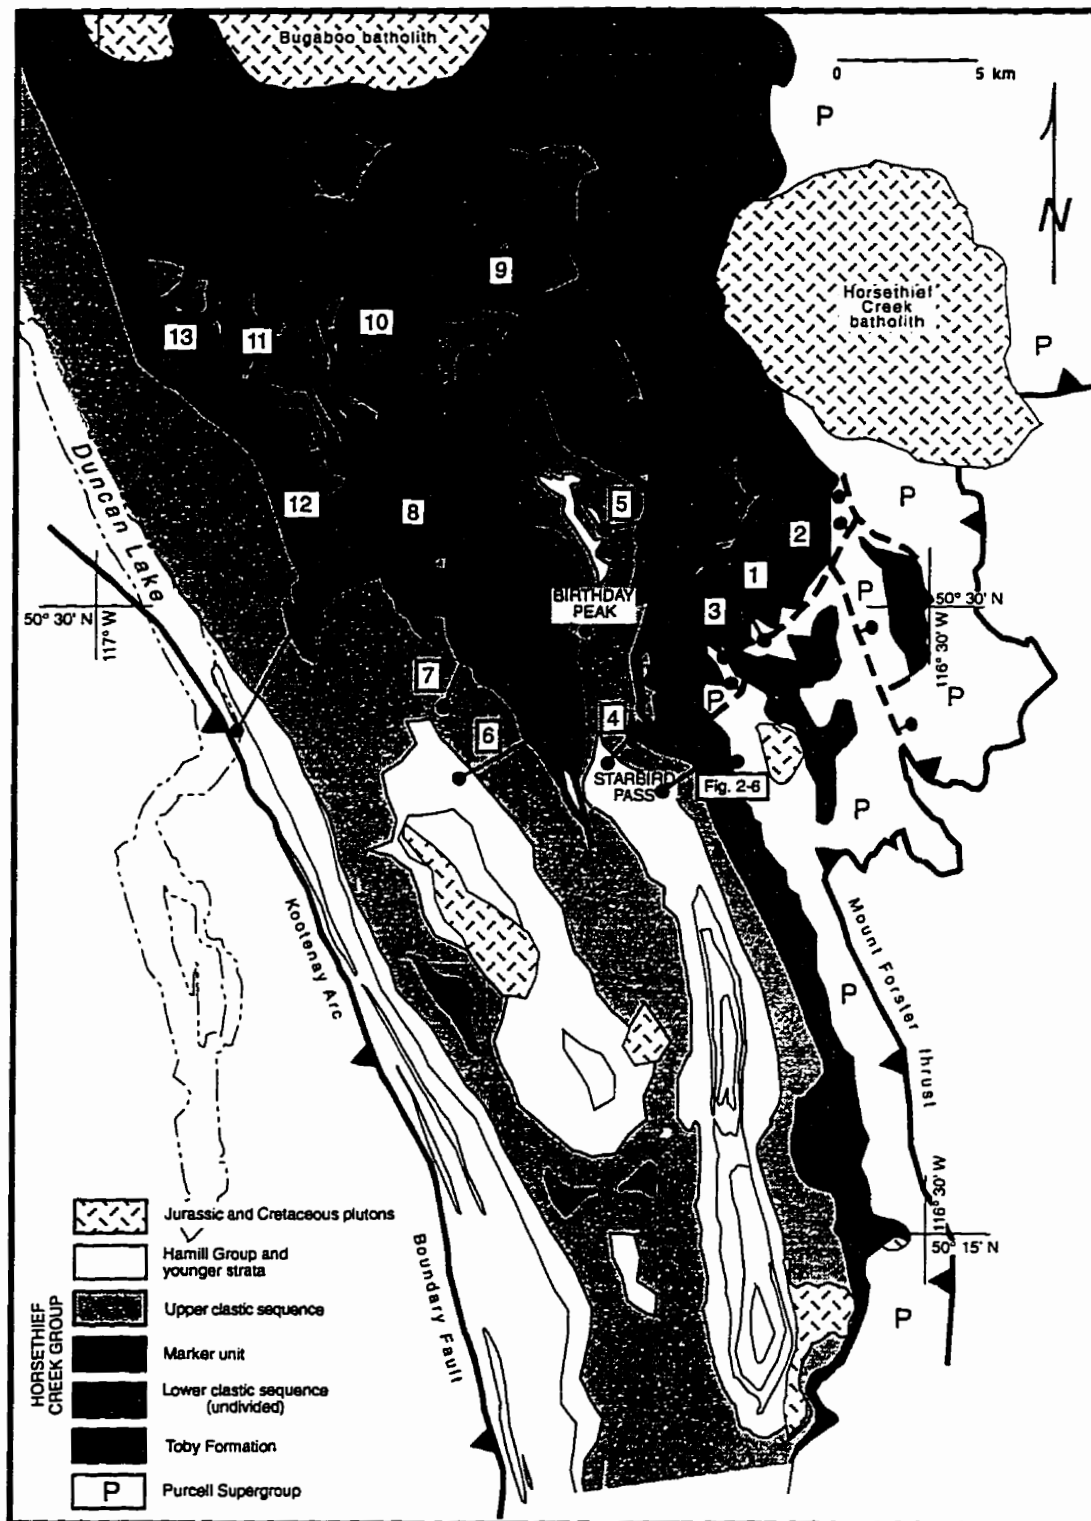 Bugaboo batholith
0 5 km
P
N
Horsethief
Creek
batholith
P
9
10
11
13
Duncan Lake
12
8
5
P
2
1
3
P
BIRTHDAY
PEAK
50° 30' N
117° W
50° 30' N
116° 30' W
7
P
P
6
4
STARBIRD
PASS
Fig. 2-6
P
Kootenay Arc
Mount Forster thrust
P
Boundary Fault
116° 30' W
50° 15' N
P
HORSETHIEF
CREEK GROUP
Jurassic and Cretaceous plutons
Hamill Group and
younger strata
Upper clastic sequence
Marker unit
Lower clastic sequence
(undivided)
Toby Formation
P Purcell Supergroup